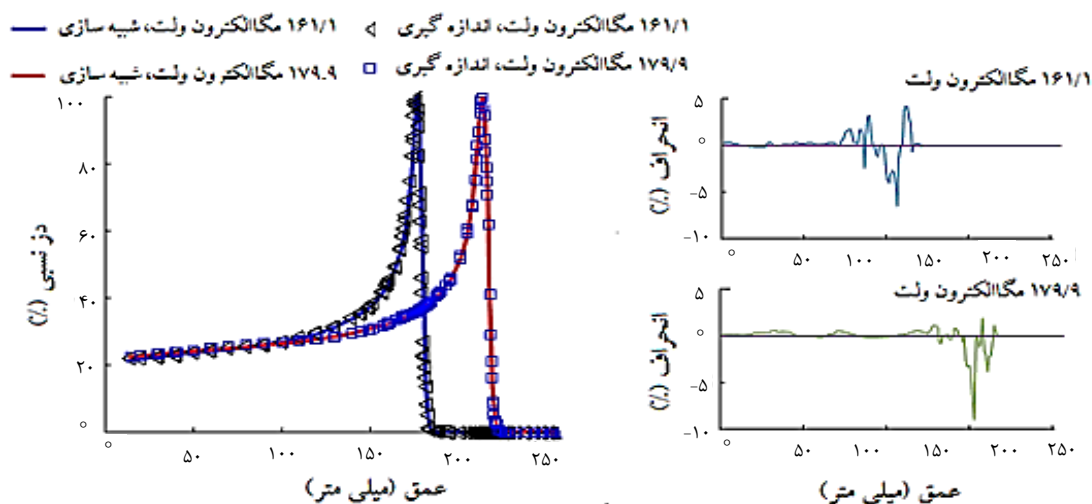 ۱۶۱/۱ مگاالکترون ولت، شبیه سازی
۱۶۱/۱ مگاالکترون ولت، اندازه گیری
۱۷۹.۹ مگاالکترون ولت، شبیه سازی
۱۷۹/۹ مگاالکترون ولت، اندازه گیری
دز نسبی (٪)
۱۰۰
۸۰
۶۰
۴۰
۲۰
۰
۰ ۵۰ ۱۰۰ ۱۵۰ ۲۰۰ ۲۵۰
عمق (میلی متر)
۱۶۱/۱ مگاالکترون ولت
انحراف (٪)
۵
۰
-۵
-۱۰
۰ ۵۰ ۱۰۰ ۱۵۰ ۲۰۰ ۲۵۰
۱۷۹/۹ مگاالکترون ولت
انحراف (٪)
۵
۰
-۵
-۱۰
۰ ۵۰ ۱۰۰ ۱۵۰ ۲۰۰ ۲۵۰
عمق (میلی متر)